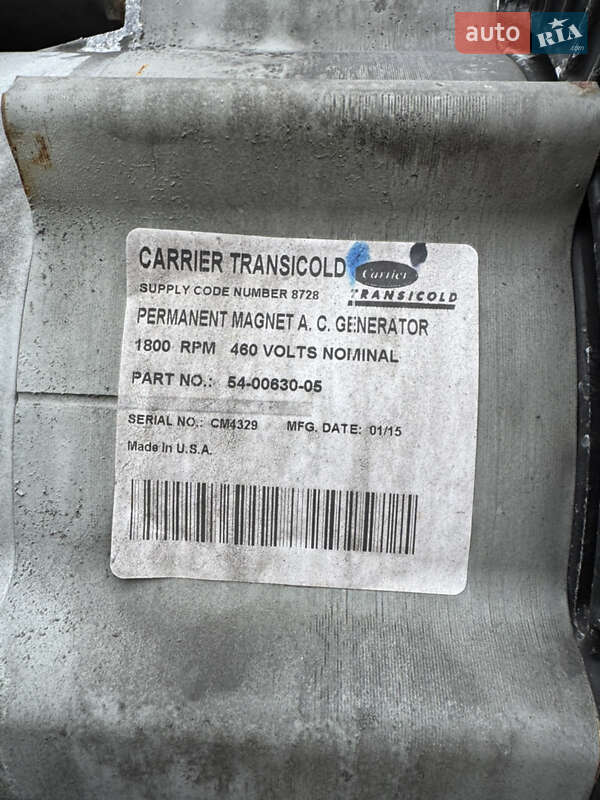 auto RIA.com
CARRIER TRANSICOLD
Carrier
TRANSICOLD
SUPPLY CODE NUMBER 8728
PERMANENT MAGNET A. C. GENERATOR
1800 RPM 460 VOLTS NOMINAL
PART NO.: 54-00630-05
SERIAL NO.: CM4329 MFG. DATE: 01/15
Made In U.S.A.